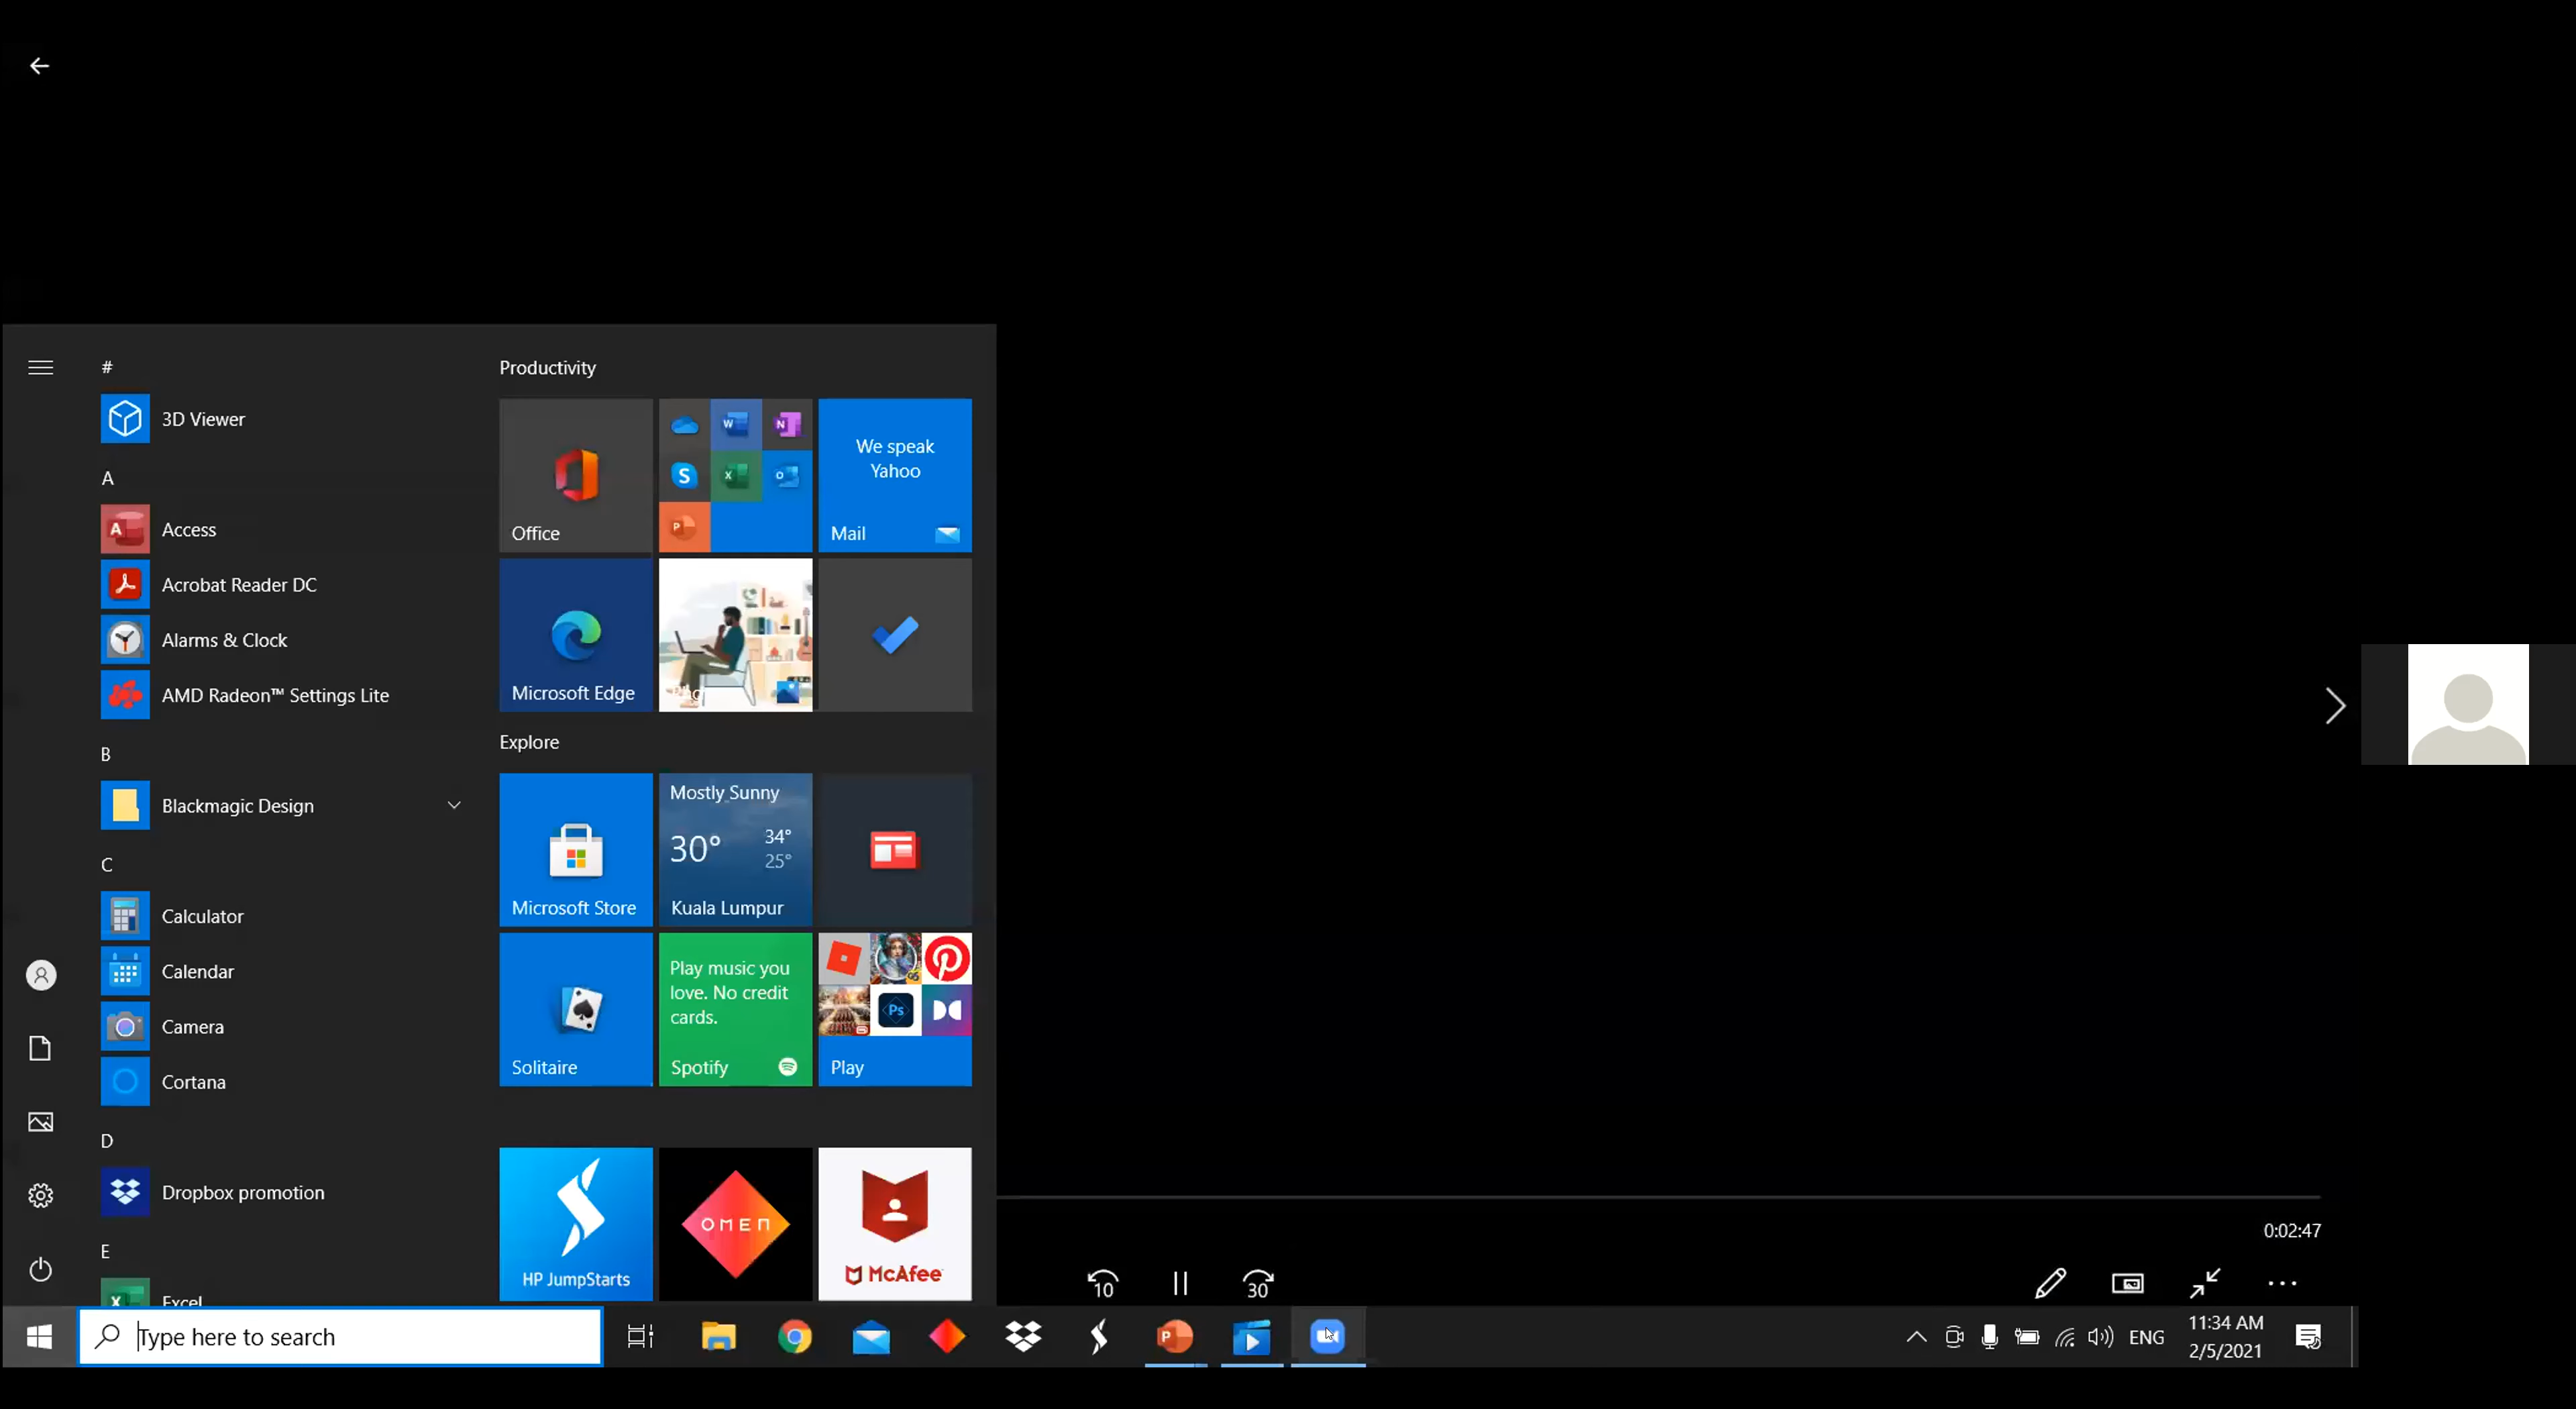 #
3D Viewer
A
Access
Acrobat Reader DC
Alarms & Clock
AMD Radeon™ Settings Lite
B
Blackmagic Design
C
Calculator
Calendar
Camera
Cortana
D
Dropbox promotion
E
Excel
Productivity
Office
We speak
Yahoo
Mail
Microsoft Edge
Explore
Microsoft Store
Mostly Sunny
30°
34°
25°
Kuala Lumpur
Solitaire
Play music you
love. No credit
cards.
Spotify
Ps
Play
HP JumpStarts
OMEN
McAfee
0:02:47
10
30
Type here to search
ENG
11:34 AM
2/5/2021